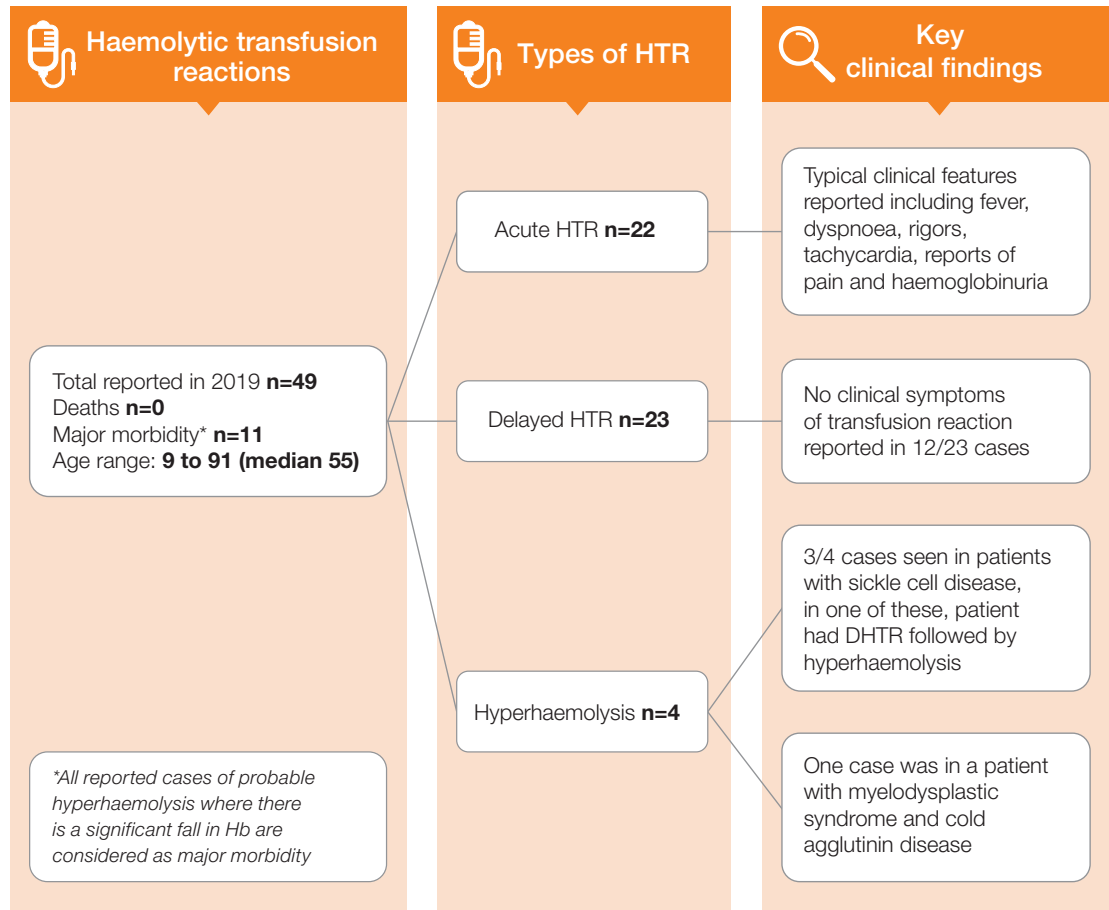 Haemolytic transfusion
reactions
Types of HTR
Key
clinical findings
Total reported in 2019 n=49
Deaths n=0
Major morbidity* n=11
Age range: 9 to 91 (median 55)
*All reported cases of probable
hyperhaemolysis where there
is a significant fall in Hb are
considered as major morbidity
Acute HTR n=22
Delayed HTR n=23
Hyperhaemolysis n=4
Typical clinical features
reported including fever,
dyspnoea, rigors,
tachycardia, reports of
pain and haemoglobinuria
No clinical symptoms
of transfusion reaction
reported in 12/23 cases
3/4 cases seen in patients
with sickle cell disease,
in one of these, patient
had DHTR followed by
hyperhaemolysis
One case was in a patient
with myelodysplastic
syndrome and cold
agglutinin disease